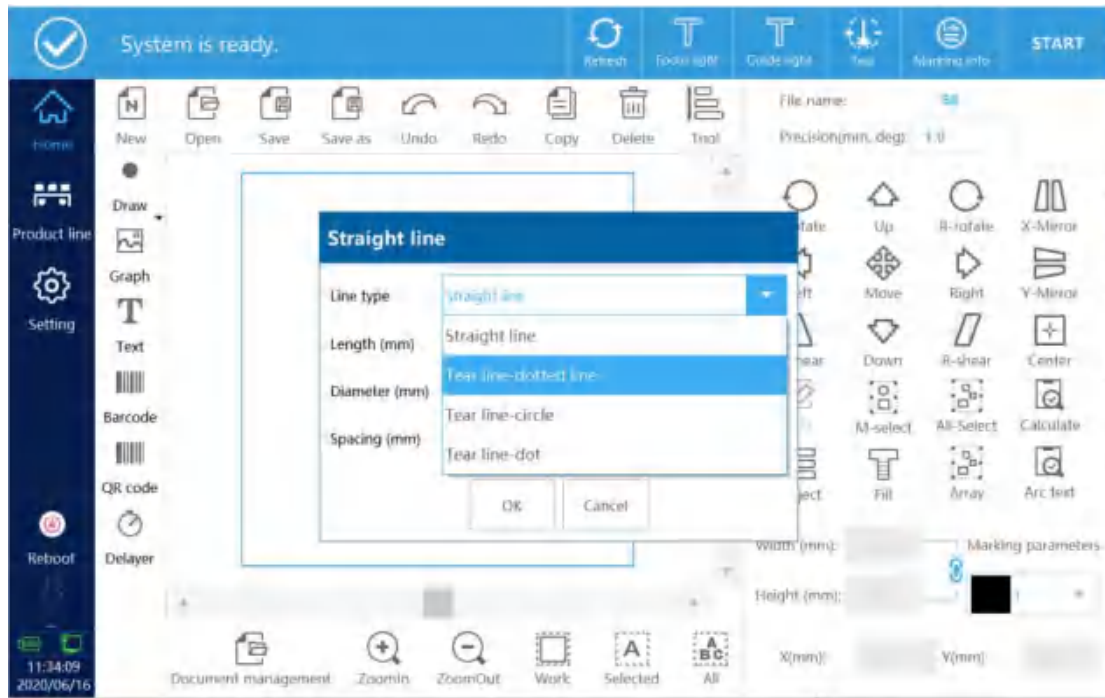 System is ready.
Refresh
Focus light
Guide light
Test
Marking info
START
Home
Product line
Setting
Reboot
11:34:09
2020/06/16
New
Open
Save
Save as
Undo
Redo
Copy
Delete
Tool
Draw
Graph
Text
Barcode
QR code
Delayer
Straight line
Line type
Straight line
Straight line
Tear line-dotted line
Tear line-circle
Tear line-dot
Length (mm)
Diameter (mm)
Spacing (mm)
OK
Cancel
File name:
Precision(mm, deg):
1.0
Up
R-rotate
X-Mirror
Move
Right
Y-Mirror
Down
R-shear
Center
M-select
All-Select
Calculate
Fill
Array
Arc text
Width (mm):
Marking parameters
Height (mm):
1
X(mm):
Y(mm):
Document management
ZoomIn
ZoomOut
Work
Selected
All